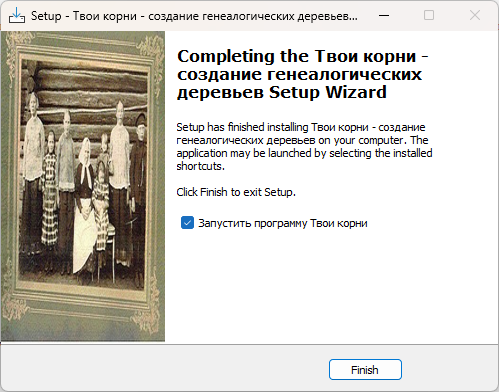 Setup - Твои корни - создание генеалогических деревьев...
Completing the Твои корни -
создание генеалогических
деревьев Setup Wizard
Setup has finished installing Твои корни - создание
генеалогических деревьев on your computer. The
application may be launched by selecting the installed
shortcuts.
Click Finish to exit Setup.
Запустить программу Твои корни
Finish